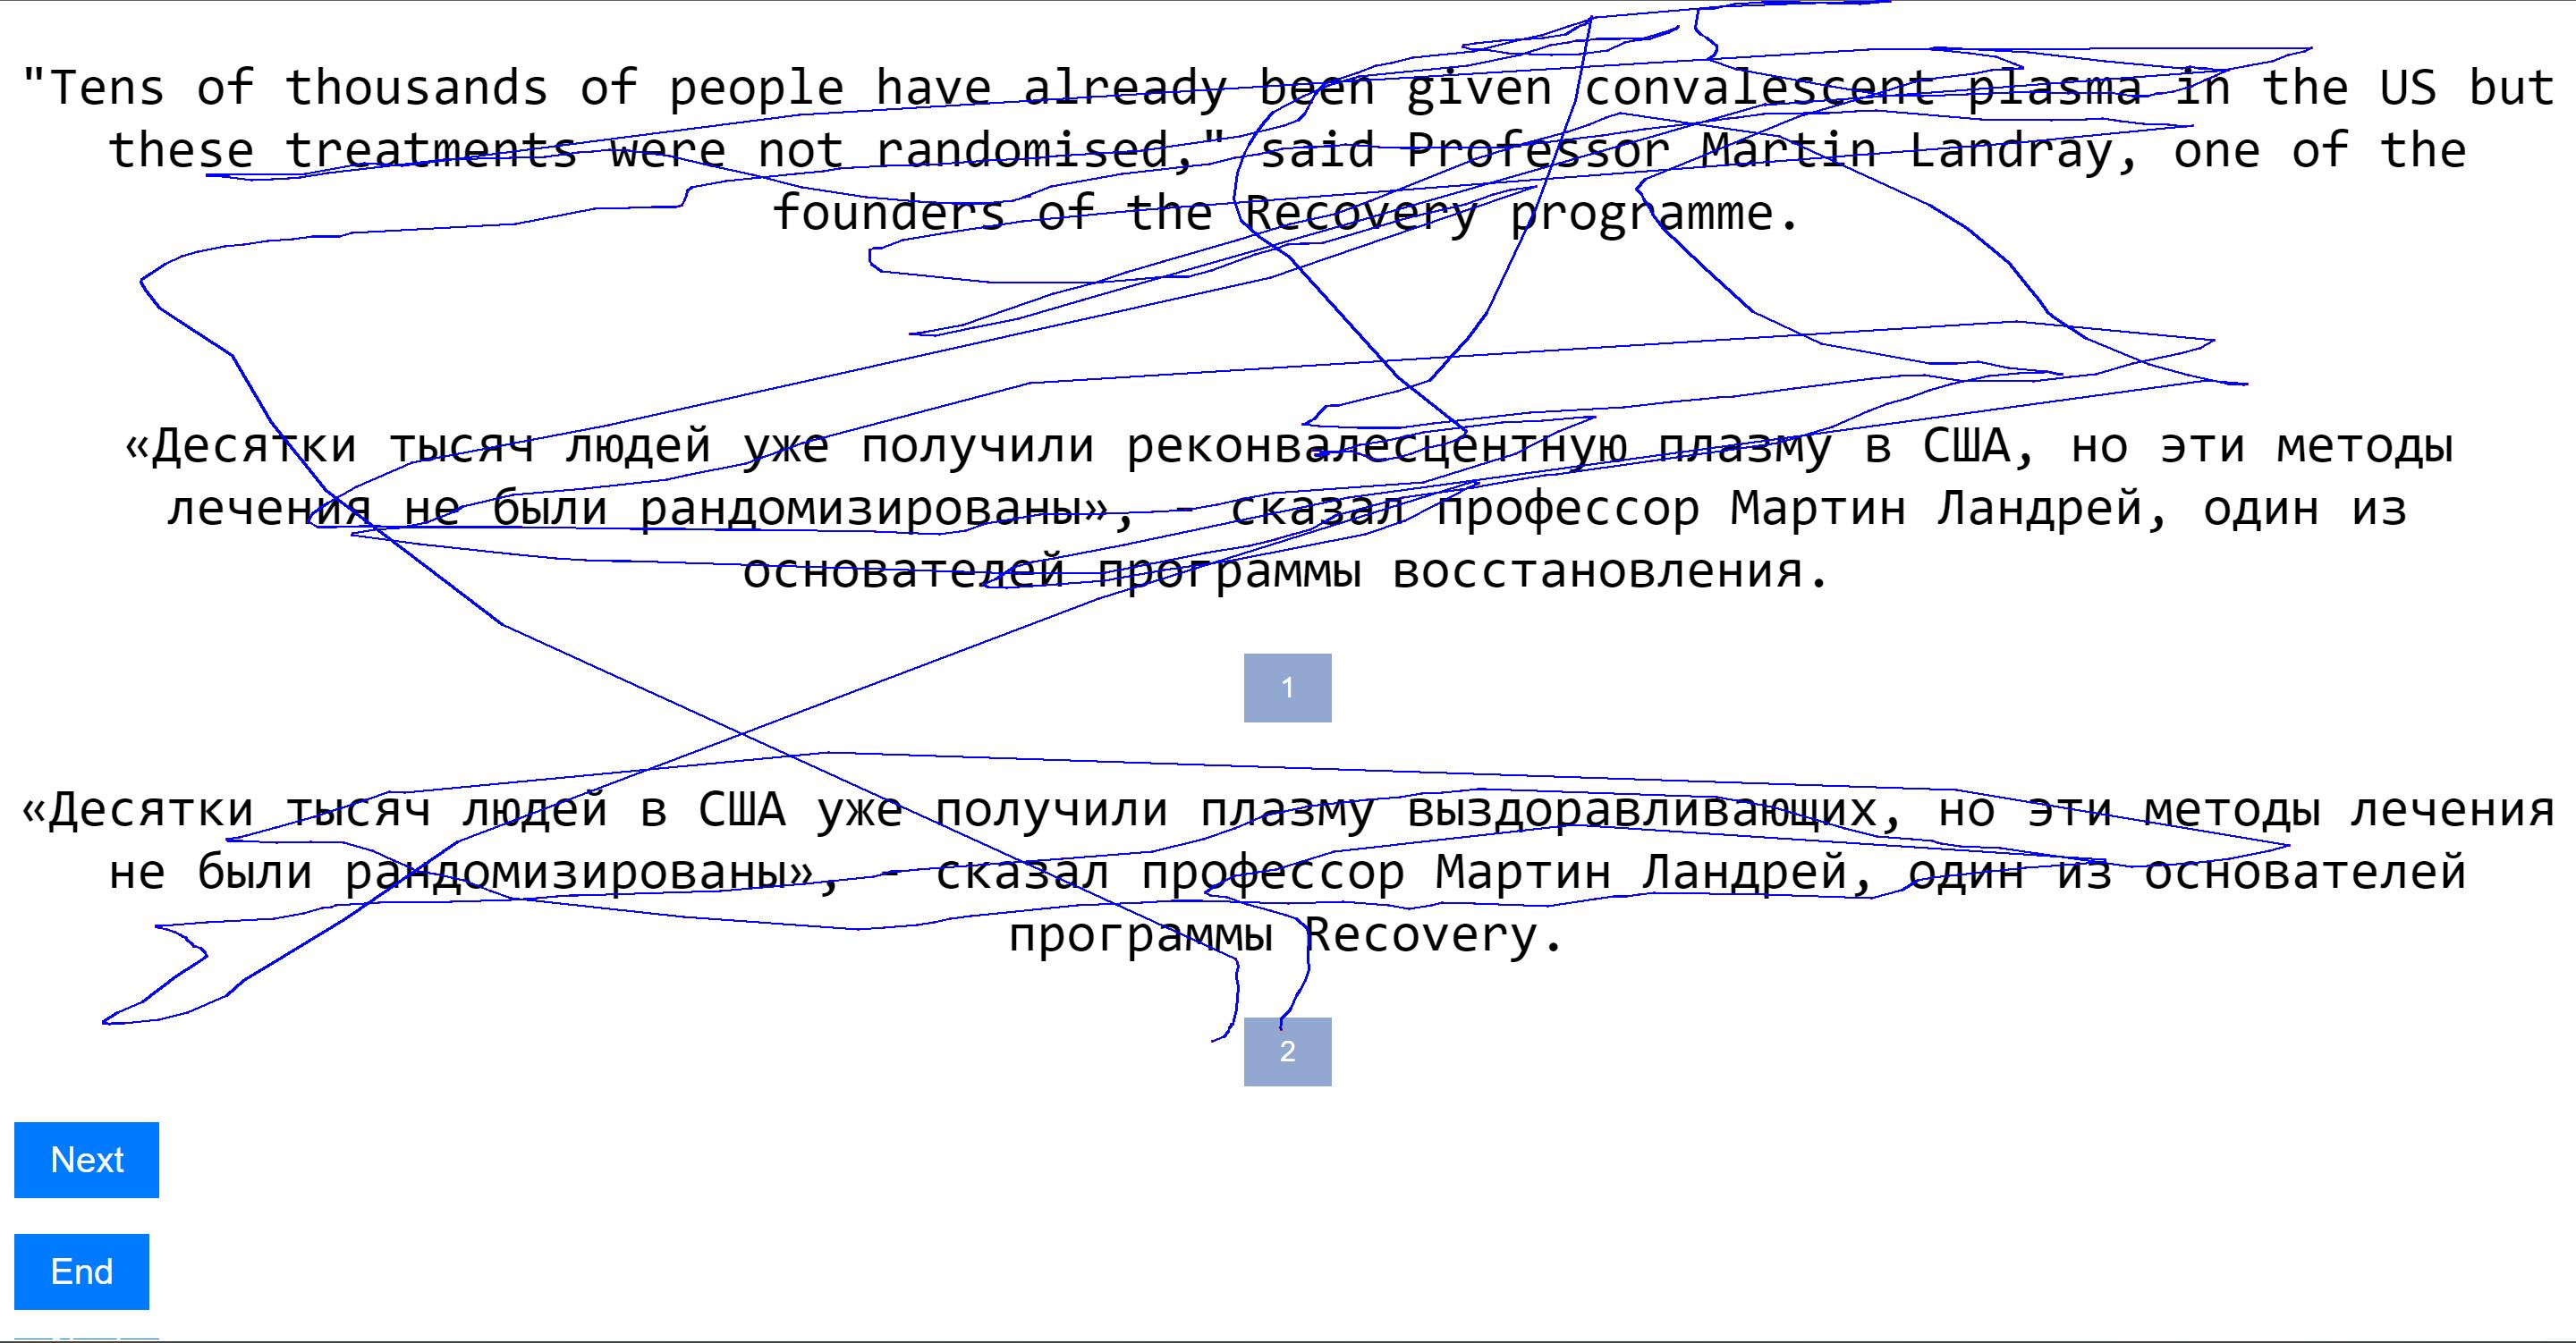 "Tens of thousands of people have already been given convalescent plasma in the US but
these treatments were not randomised," said Professor Martin Landray, one of the
founders of the Recovery programme.
«Десятки тысяч людей уже получили реконвалесцентную плазму в США, но эти методы
лечения не были рандомизированы», - сказал профессор Мартин Ландрей, один из
основателей программы восстановления.
1
«Десятки тысяч людей в США уже получили плазму выздоравливающих, но эти методы лечения
не были рандомизированы», - сказал профессор Мартин Ландрей, один из основателей
программы Recovery.
2
Next
End